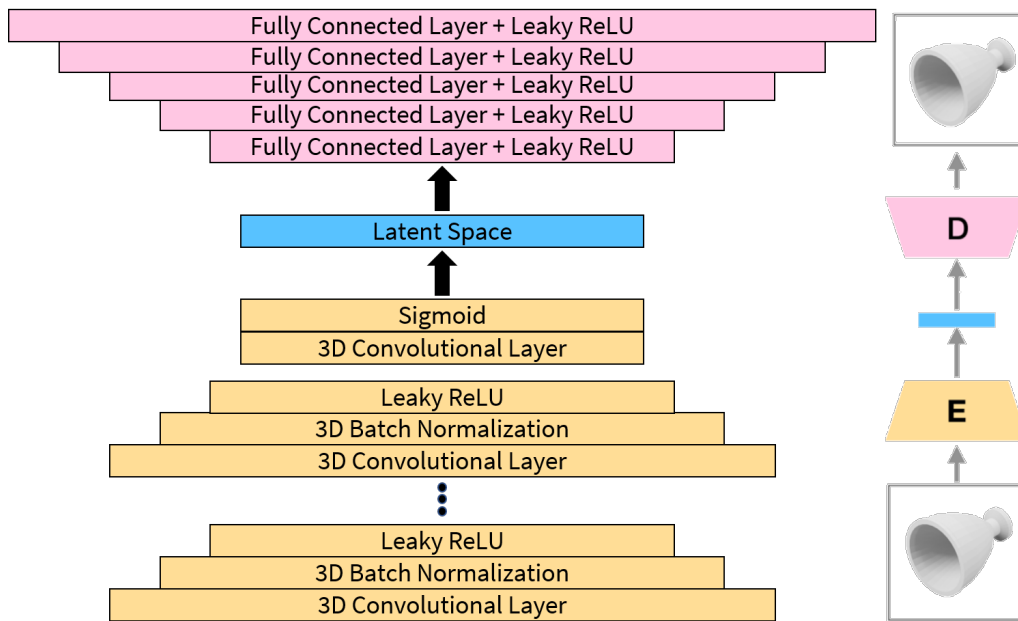 Fully Connected Layer + Leaky ReLU
Fully Connected Layer + Leaky ReLU
Fully Connected Layer + Leaky ReLU
Fully Connected Layer + Leaky ReLU
Fully Connected Layer + Leaky ReLU
Latent Space
Sigmoid
3D Convolutional Layer
Leaky ReLU
3D Batch Normalization
3D Convolutional Layer
Leaky ReLU
3D Batch Normalization
3D Convolutional Layer
D
E